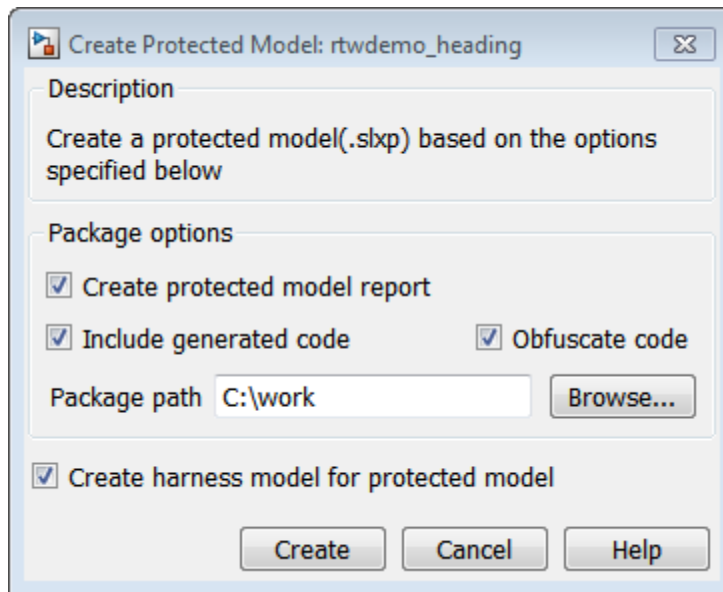 Create Protected Model: rtwdemo_heading
Description
Create a protected model(.slxp) based on the options
specified below
Package options
Create protected model report
Include generated code
Obfuscate code
Package path C:\work Browse...
Create harness model for protected model
Create Cancel Help